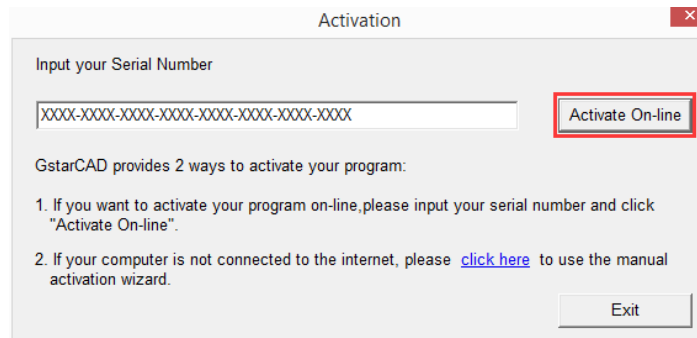 Activation
Input your Serial Number
XXXX-XXXX-XXXX-XXXX-XXXX-XXXX-XXXX-XXXX
Activate On-line
GstarCAD provides 2 ways to activate your program:
1. If you want to activate your program on-line,please input your serial number and click
"Activate On-line".
2. If your computer is not connected to the internet, please click here to use the manual
activation wizard.
Exit